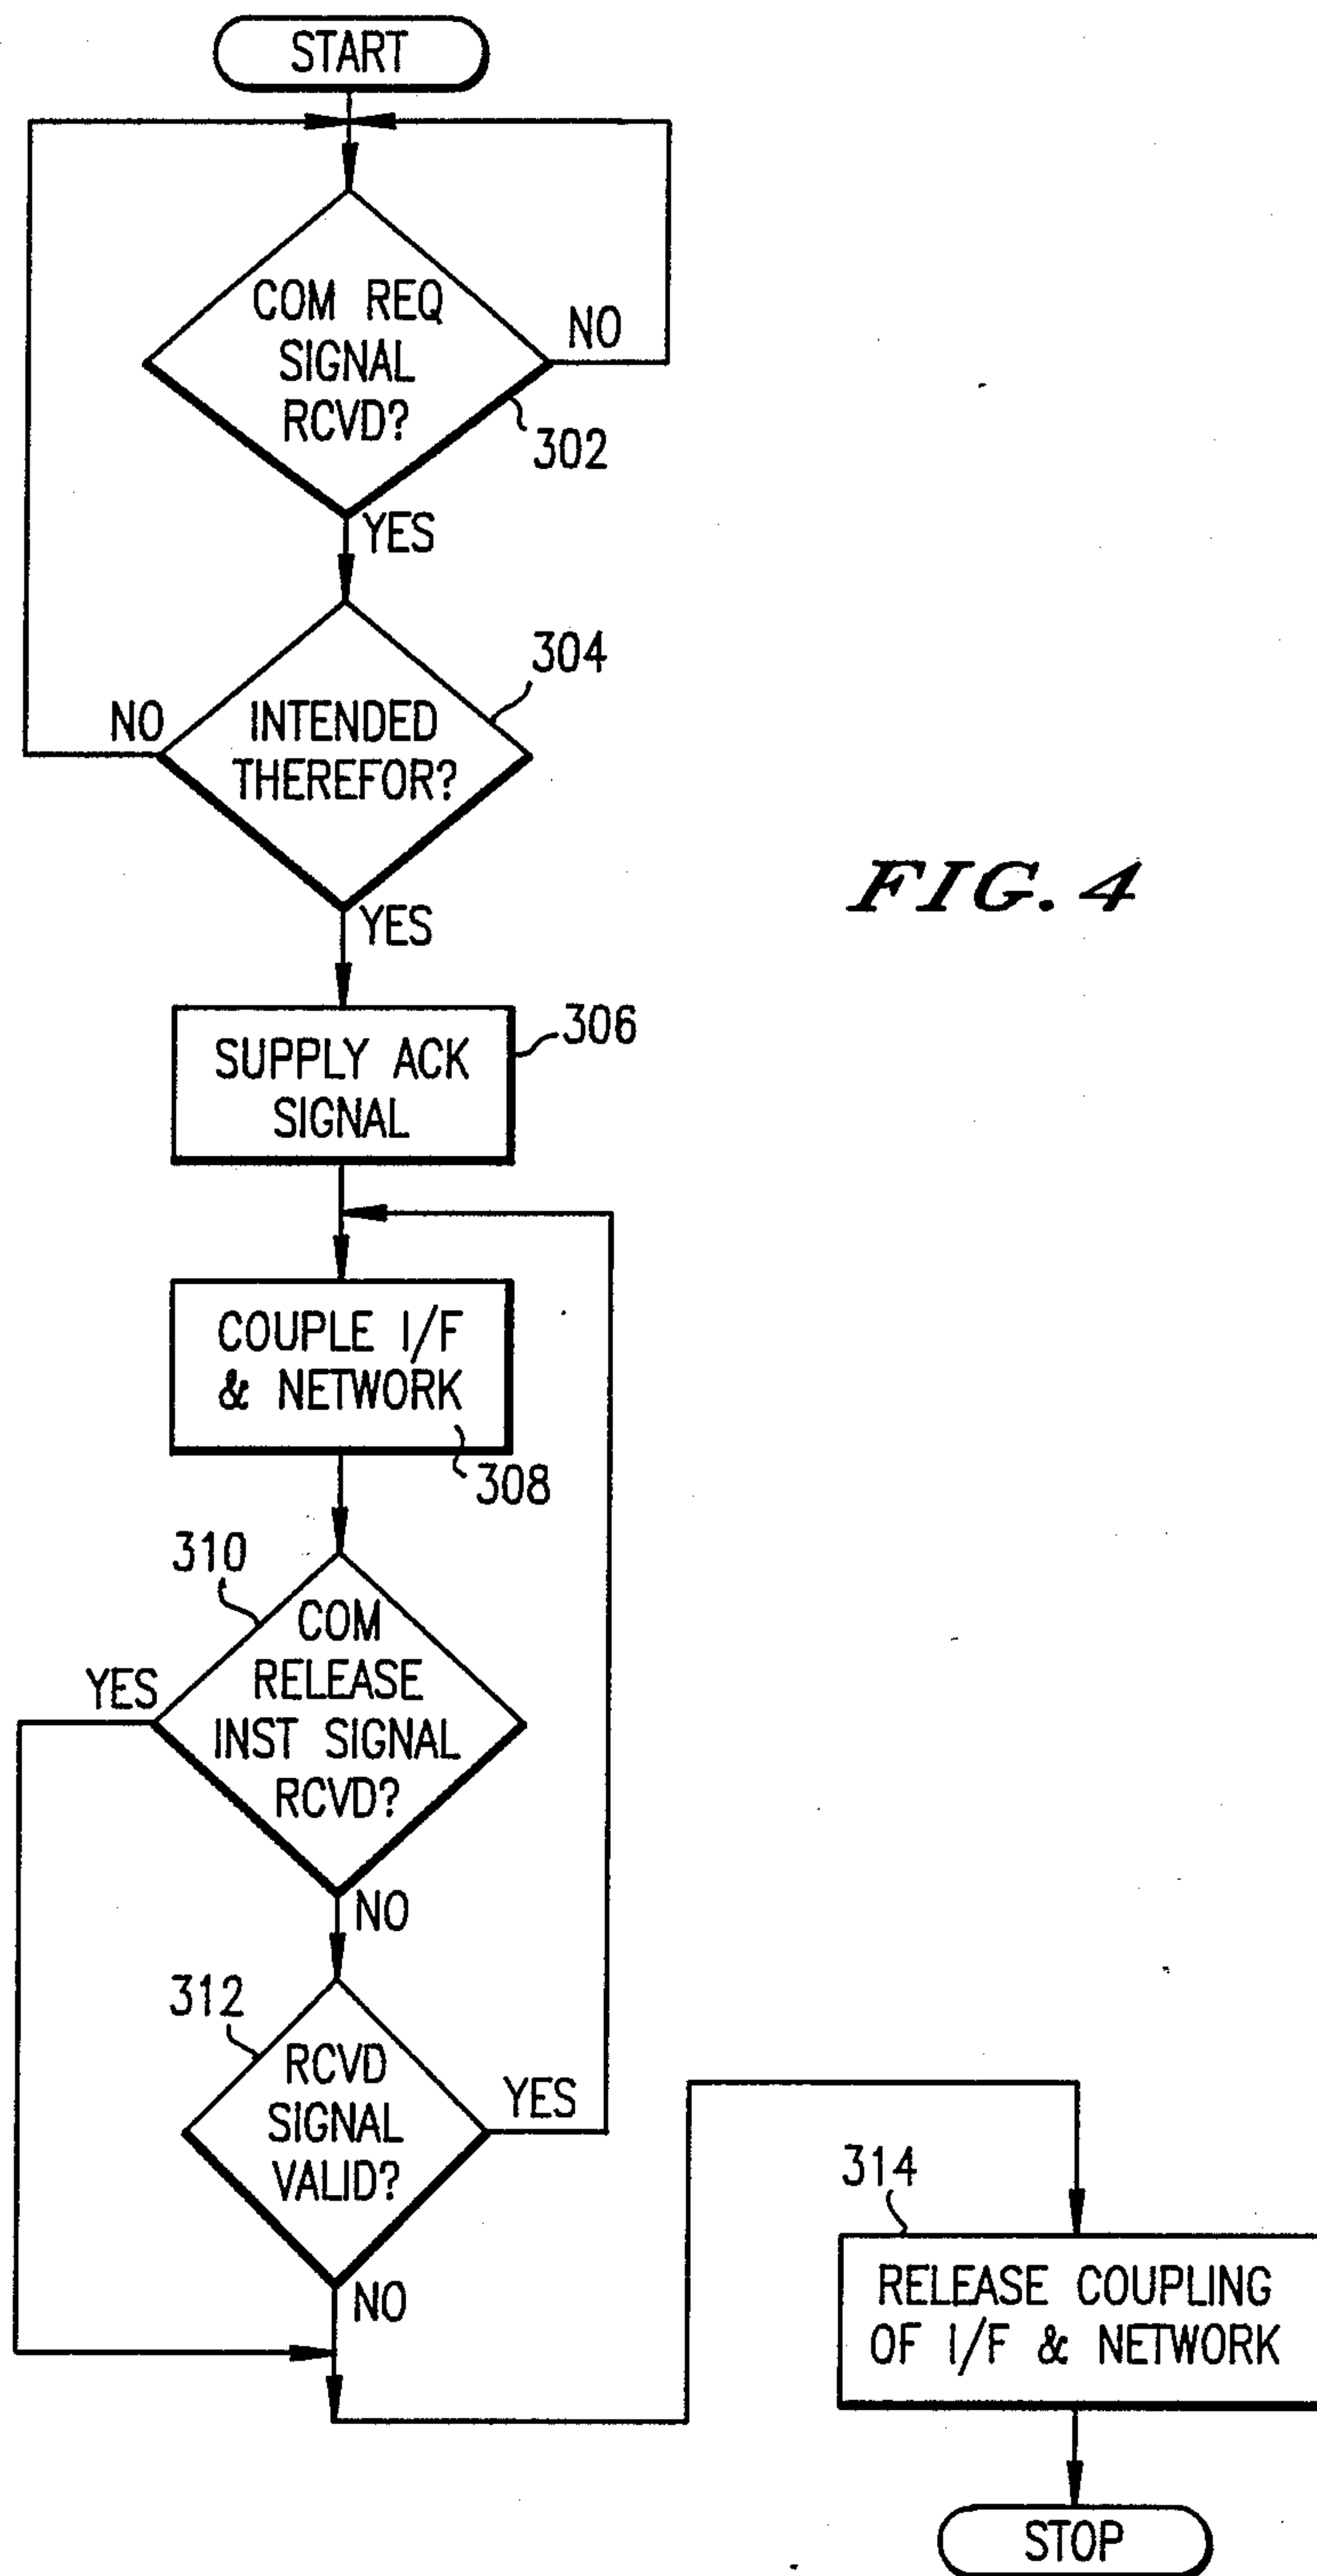 START
COM REQ
SIGNAL
RCVD?
NO
302
YES
304
INTENDED
THEREFOR?
NO
YES
FIG. 4
SUPPLY ACK
SIGNAL
306
COUPLE I/F
& NETWORK
308
310
COM
RELEASE
INST SIGNAL
RCVD?
YES
NO
312
RCVD
SIGNAL
VALID?
YES
NO
314
RELEASE COUPLING
OF I/F & NETWORK
STOP